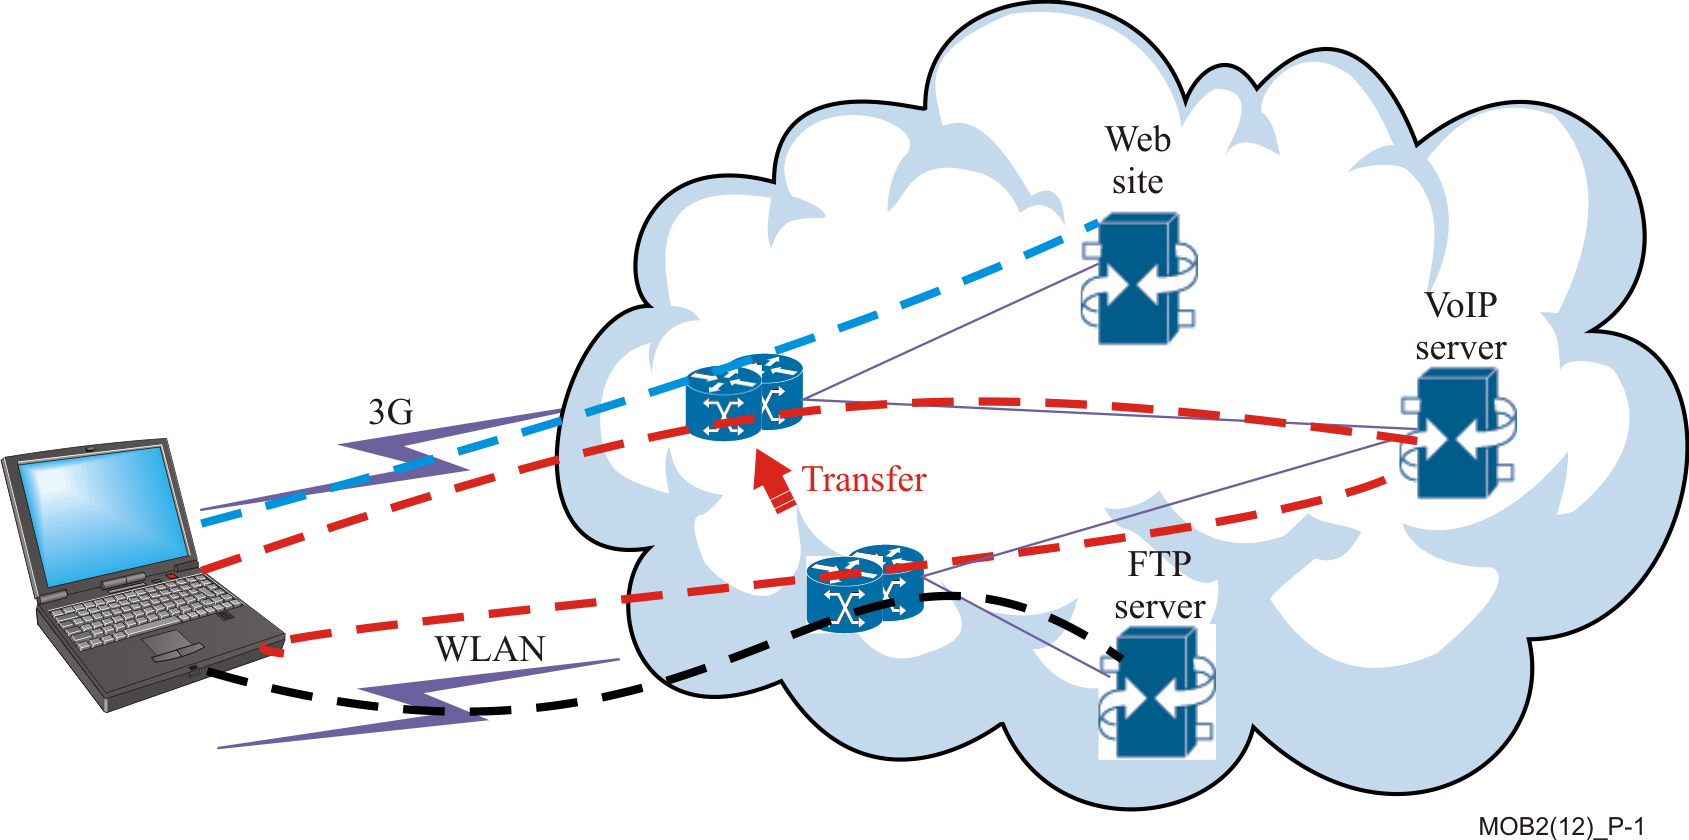 Web
site
VoIP
server
3G
Transfer
FTP
server
WLAN
MOB2(12)_P-1